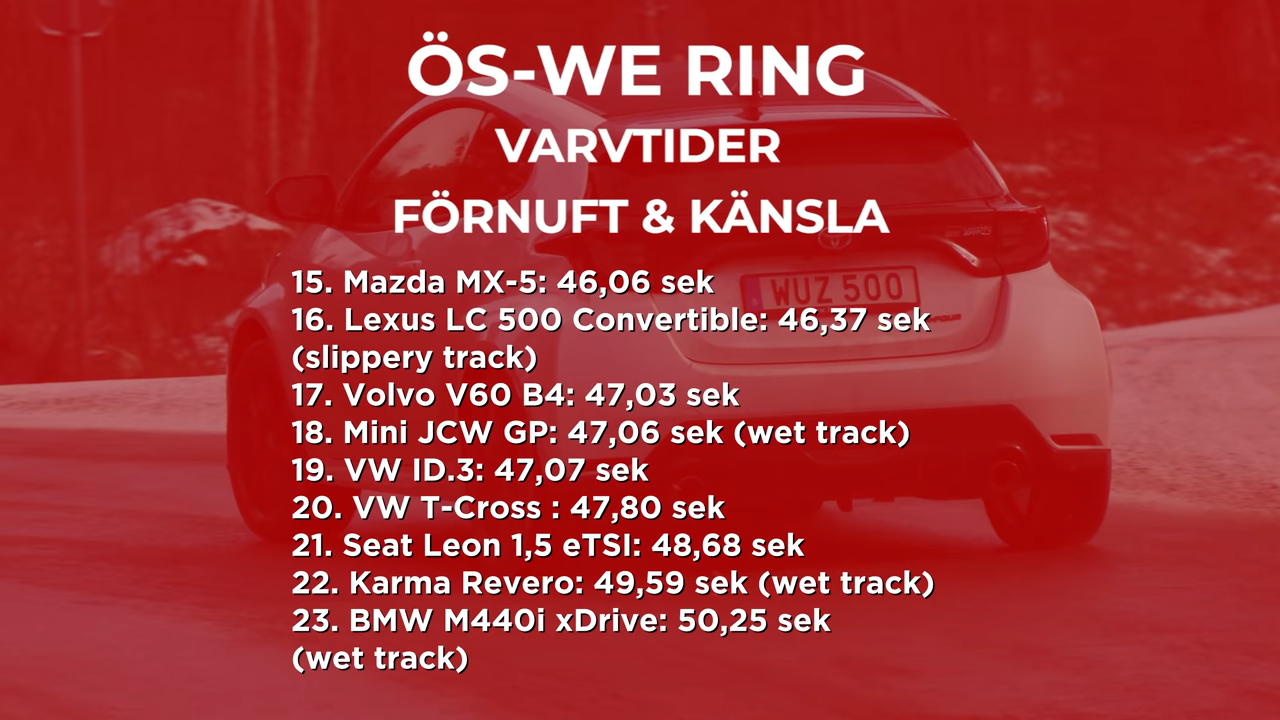 ÖS-WE RING
VARVTIDER
FÖRNUFT & KÄNSLA
WUZ 500
15. Mazda MX-5: 46,06 sek
16. Lexus LC 500 Convertible: 46,37 sek
(slippery track)
17. Volvo V60 B4: 47,03 sek
18. Mini JCW GP: 47,06 sek (wet track)
19. VW ID.3: 47,07 sek
20. VW T-Cross : 47,80 sek
21. Seat Leon 1,5 eTSI: 48,68 sek
22. Karma Revero: 49,59 sek (wet track)
23. BMW M440i xDrive: 50,25 sek
(wet track)